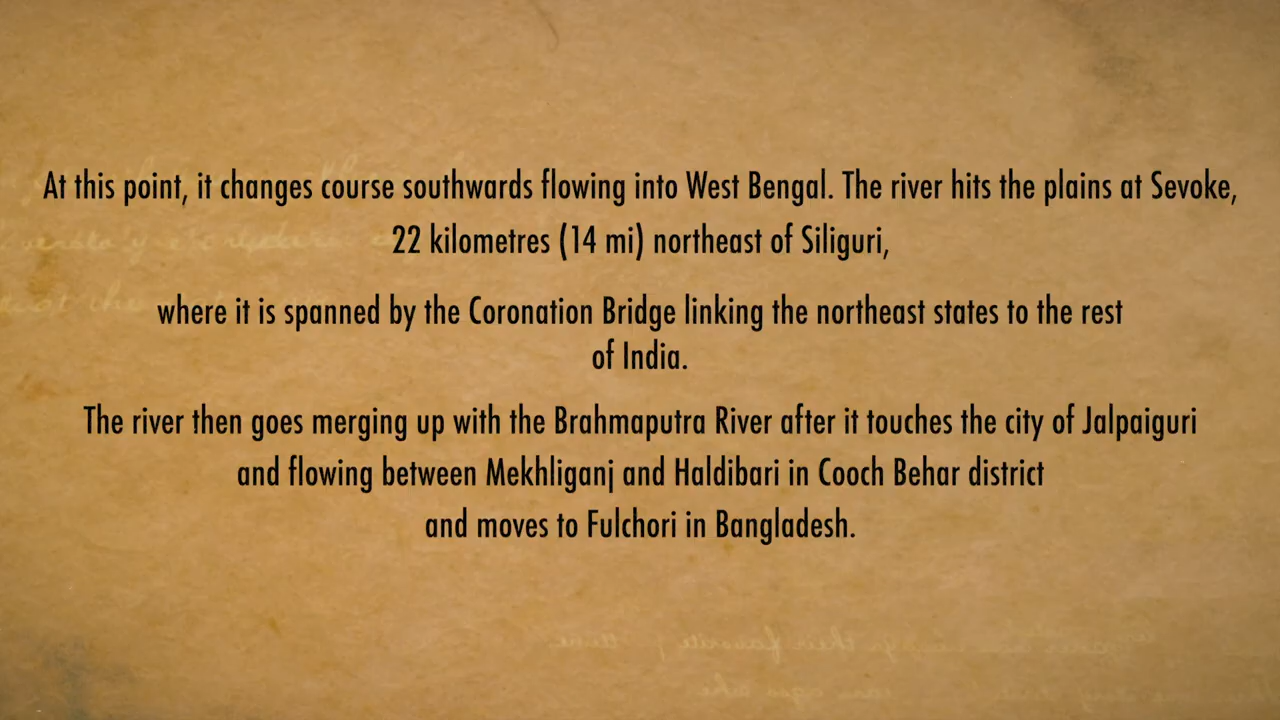 At this point, it changes course southwards flowing into West Bengal. The river hits the plains at Sevoke,
22 kilometres (14 mi) northeast of Siliguri,
where it is spanned by the Coronation Bridge linking the northeast states to the rest
of India.
The river then goes merging up with the Brahmaputra River after it touches the city of Jalpaiguri
and flowing between Mekhliganj and Haldibari in Cooch Behar district
and moves to Fulchori in Bangladesh.